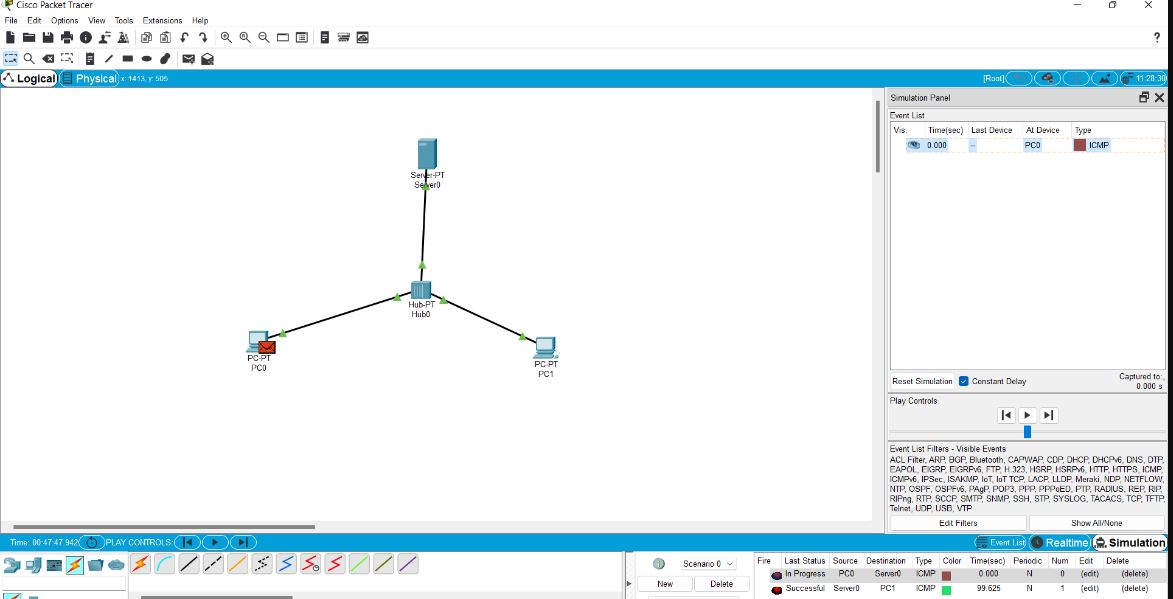 Cisco Packet Tracer
File Edit Options View Tools Extensions Help
?
Logical Physical x: 1413, y: 505 [Root] 11:28:30
Simulation Panel
Event List
Vis. Time(sec) Last Device At Device Type
0.000 -- PC0 ICMP
Server-PT
Server0
Hub-PT
Hub0
PC-PT
PC0
PC-PT
PC1
Reset Simulation Constant Delay Captured to:
0.000 s
Play Controls
Event List Filters - Visible Events
ACL Filter, ARP, BGP, Bluetooth, CAPWAP, CDP, DHCP, DHCPv6, DNS, DTP,
EAPOL, EIGRP, EIGRPv6, FTP, H.323, HSRP, HSRPv6, HTTP, HTTPS, ICMP,
ICMPv6, IPSec, ISAKMP, IoT, IoT TCP, LACP, LLDP, Meraki, NDP, NETFLOW,
NTP, OSPF, OSPFv6, PAgP, POP3, PPP, PPPoED, PTP, RADIUS, REP, RIP,
RIPng, RTP, SCCP, SMTP, SNMP, SSH, STP, SYSLOG, TACACS, TCP, TFTP,
Telnet, UDP, USB, VTP
Edit Filters Show All/None
Time: 00:47:47.942 PLAY CONTROLS: Event List Realtime Simulation
Scenario 0
New Delete
Fire Last Status Source Destination Type Color Time(sec) Periodic Num Edit Delete
In Progress PC0 Server0 ICMP 0.000 N 0 (edit) (delete)
Successful Server0 PC1 ICMP 99.625 N 1 (edit) (delete)